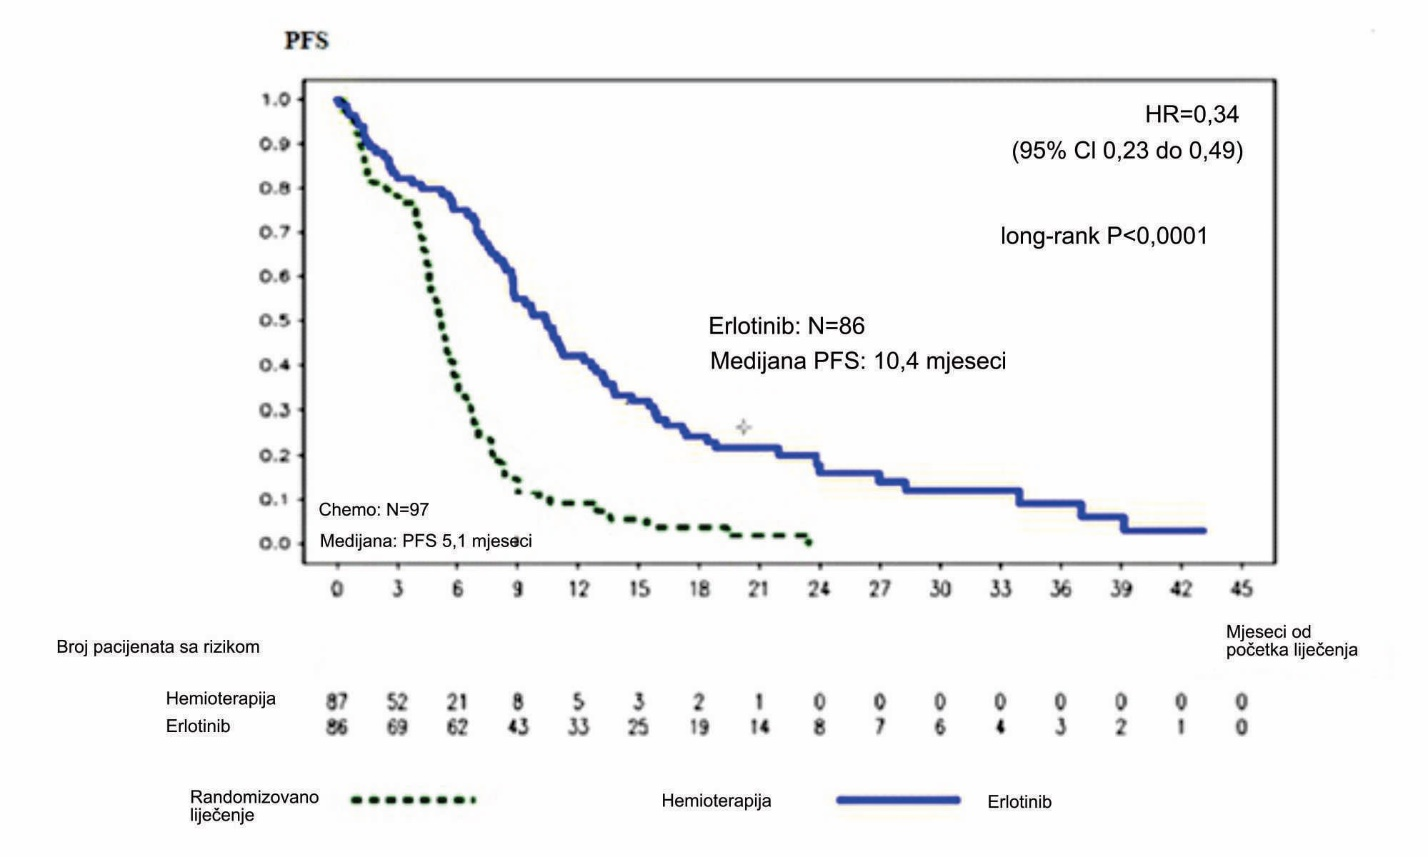 PFS
HR=0,34
(95% Cl 0,23 do 0,49)
long-rank P<0,0001
Erlotinib: N=86
Medijana PFS: 10,4 mjeseci
Chemo: N=97
Medijana: PFS 5,1 mjeseci
1.0
0.9
0.8
0.7
0.6
0.5
0.4
0.3
0.2
0.1
0.0
0 3 6 9 12 15 18 21 24 27 30 33 36 39 42 45
Mjeseci od
početka liječenja
Broj pacijenata sa rizikom
Hemioterapija 87 52 21 8 5 3 2 1 0 0 0 0 0 0 0 0
Erlotinib 86 69 62 43 33 25 19 14 8 7 6 4 3 2 1 0
Randomizovano
liječenje
Hemioterapija
Erlotinib